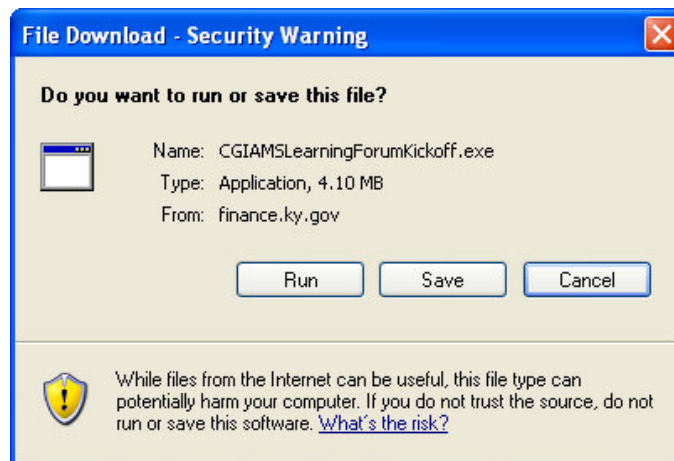 File Download - Security Warning
Do you want to run or save this file?
Name: CGIAMSLearningForumKickoff.exe
Type: Application, 4.10 MB
From: finance.ky.gov
Run Save Cancel
While files from the Internet can be useful, this file type can
potentially harm your computer. If you do not trust the source, do not
run or save this software. What's the risk?